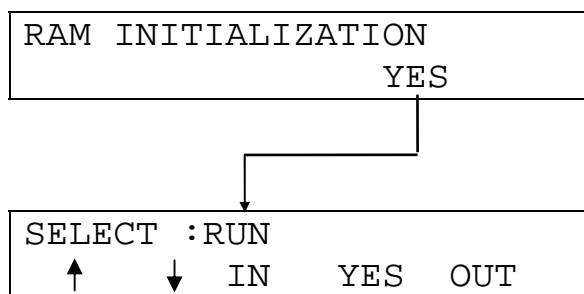 RAM INITIALIZATION
YES
SELECT :RUN
↑ ↓ IN YES OUT